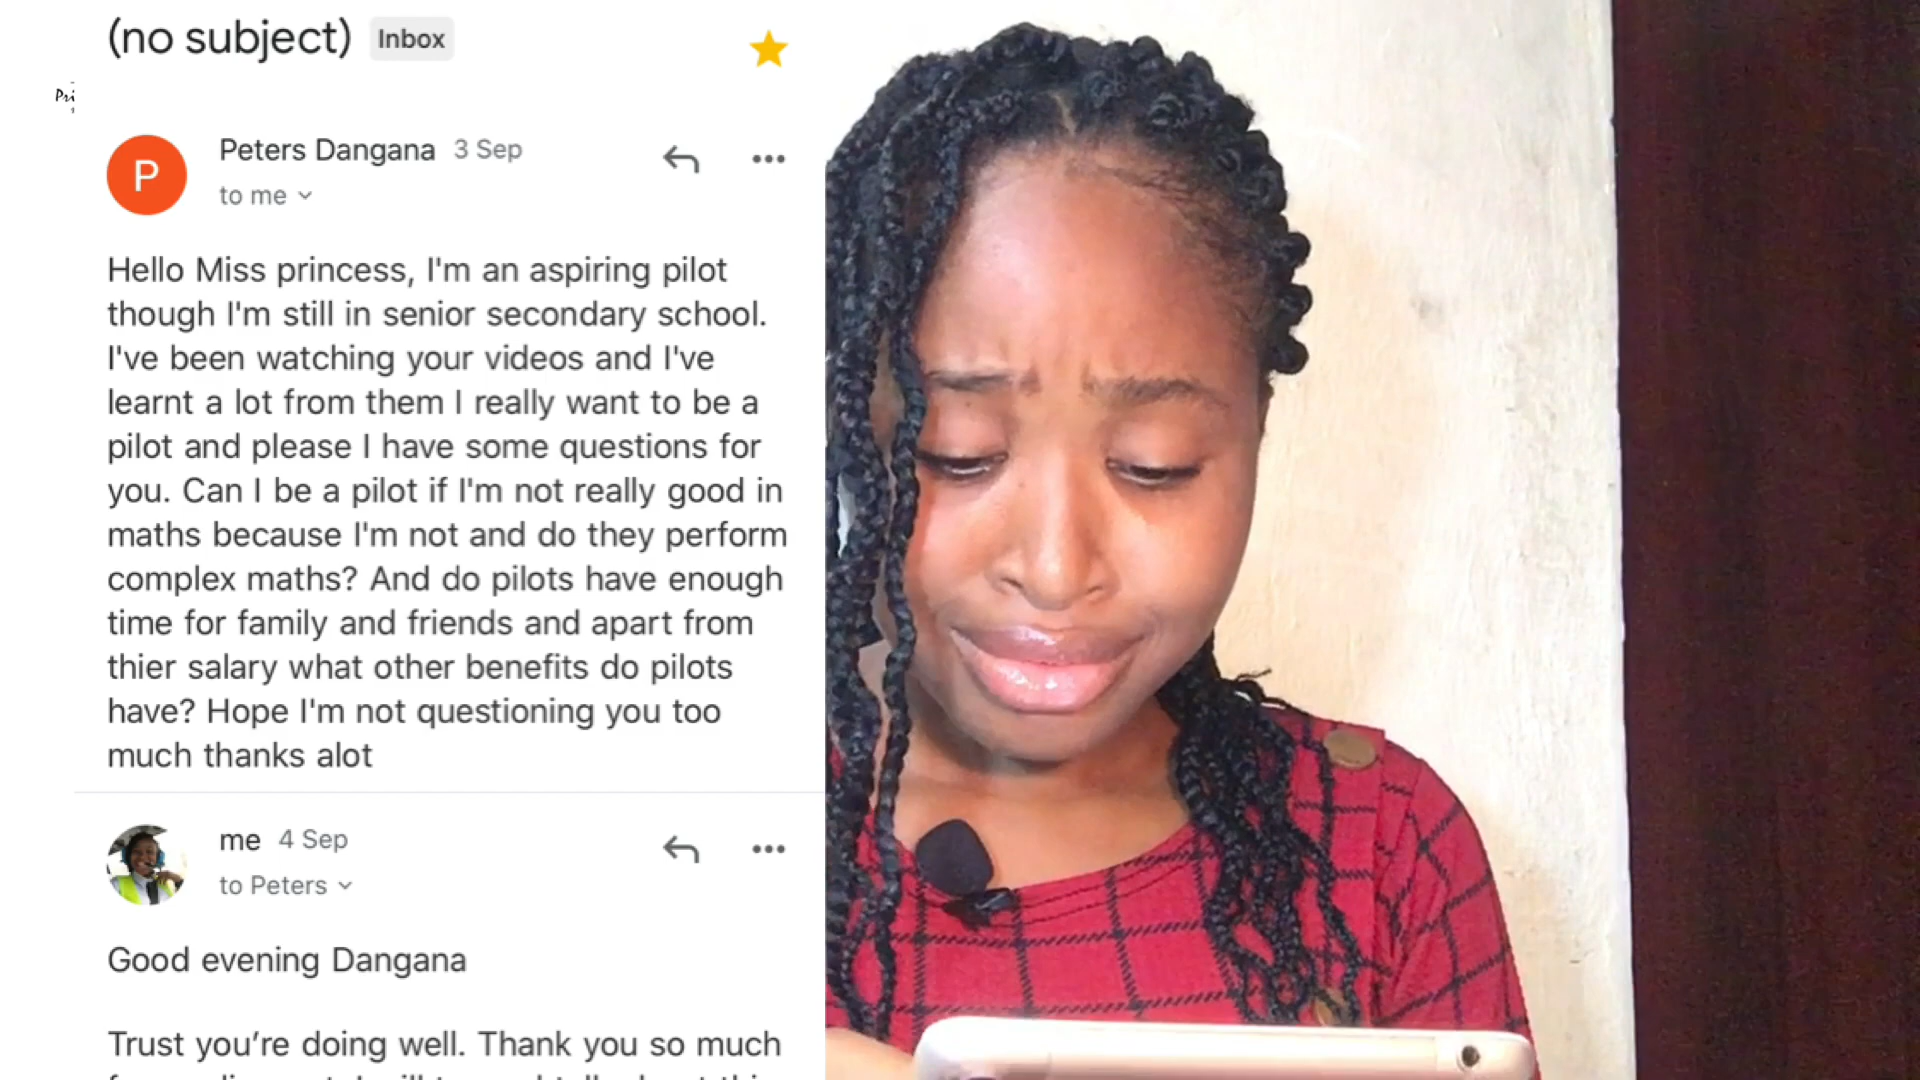 (no subject) Inbox
Pri
P
Peters Dangana 3 Sep
to me
Hello Miss princess, I'm an aspiring pilot
though I'm still in senior secondary school.
I've been watching your videos and I've
learnt a lot from them I really want to be a
pilot and please I have some questions for
you. Can I be a pilot if I'm not really good in
maths because I'm not and do they perform
complex maths? And do pilots have enough
time for family and friends and apart from
thier salary what other benefits do pilots
have? Hope I'm not questioning you too
much thanks alot
me 4 Sep
to Peters
Good evening Dangana
Trust you’re doing well. Thank you so much